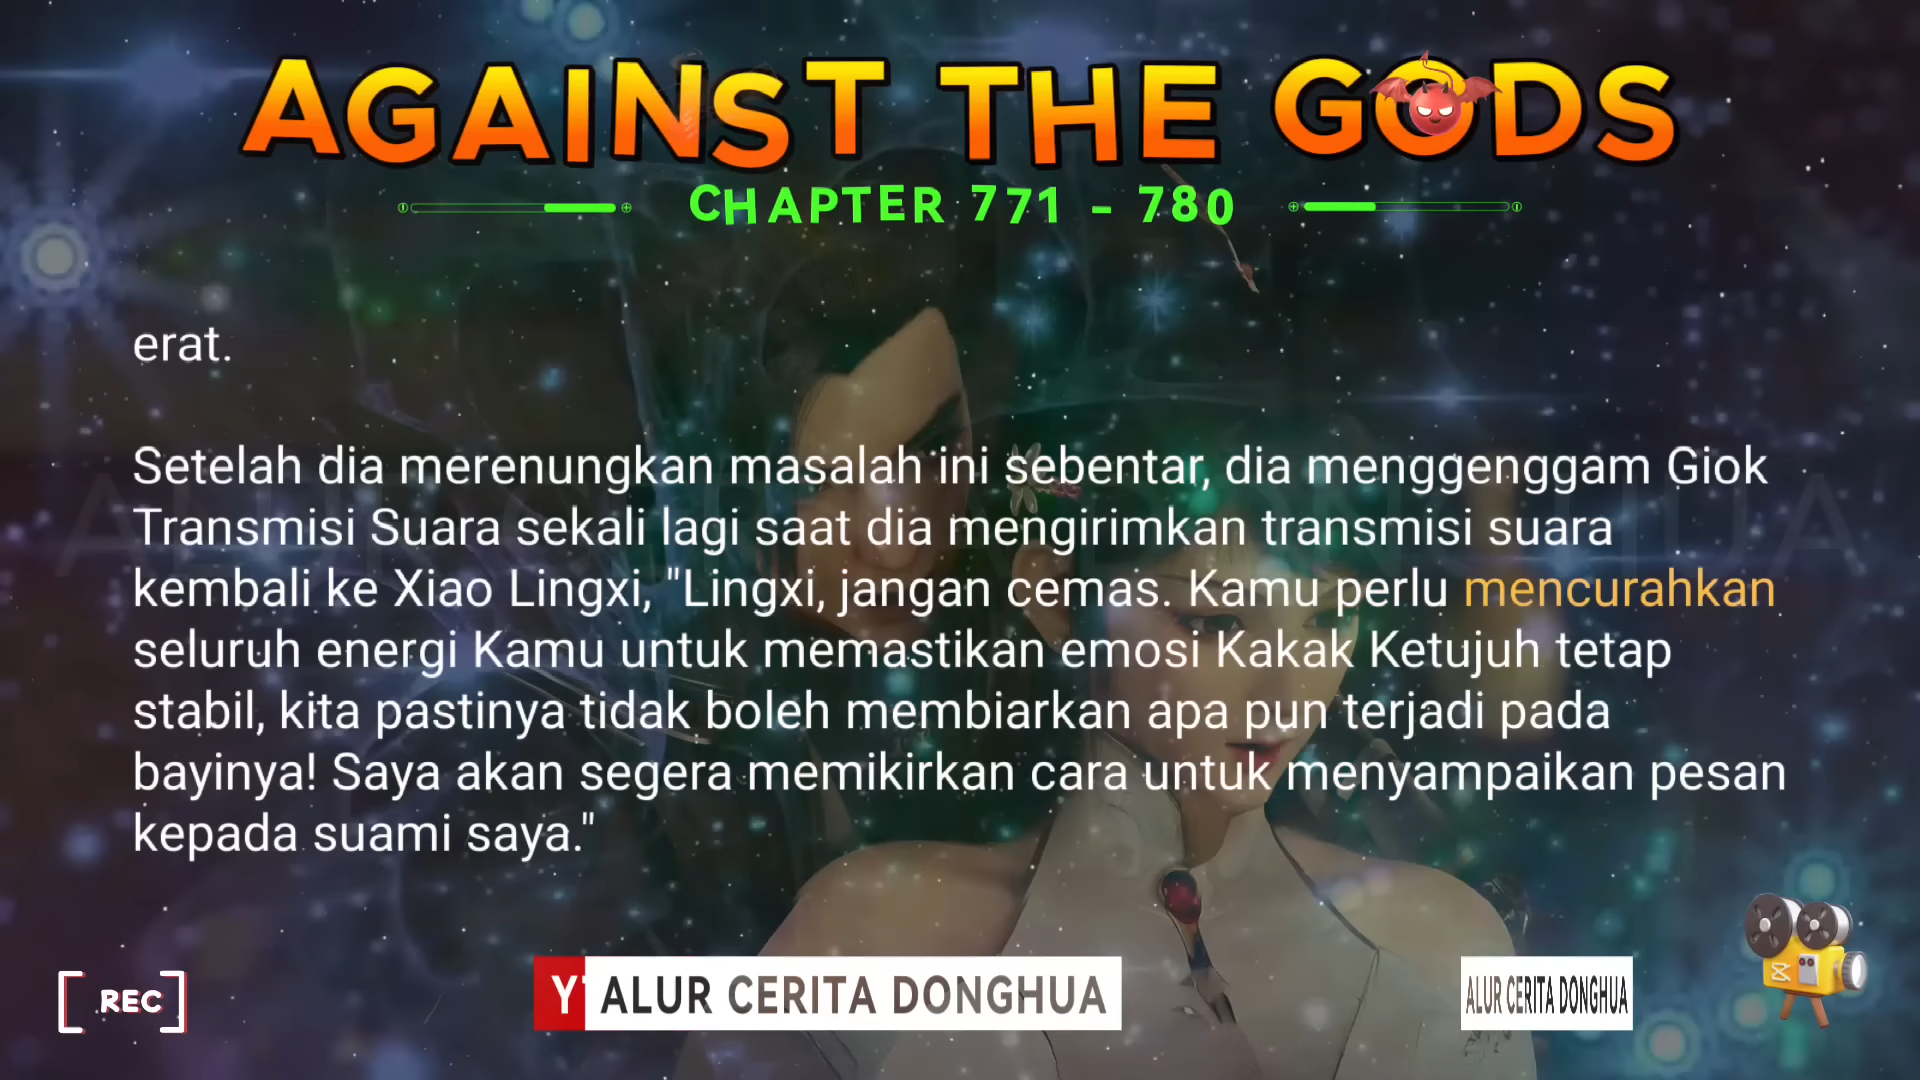 AGAINST THE GODS
CHAPTER 771 - 780
erat.
Setelah dia merenungkan masalah ini sebentar, dia menggenggam Giok
Transmisi Suara sekali lagi saat dia mengirimkan transmisi suara
kembali ke Xiao Lingxi, "Lingxi, jangan cemas. Kamu perlu mencurahkan
seluruh energi Kamu untuk memastikan emosi Kakak Ketujuh tetap
stabil, kita pastinya tidak boleh membiarkan apa pun terjadi pada
bayinya! Saya akan segera memikirkan cara untuk menyampaikan pesan
kepada suami saya."
REC
Y ALUR CERITA DONGHUA
ALUR CERITA DONGHUA